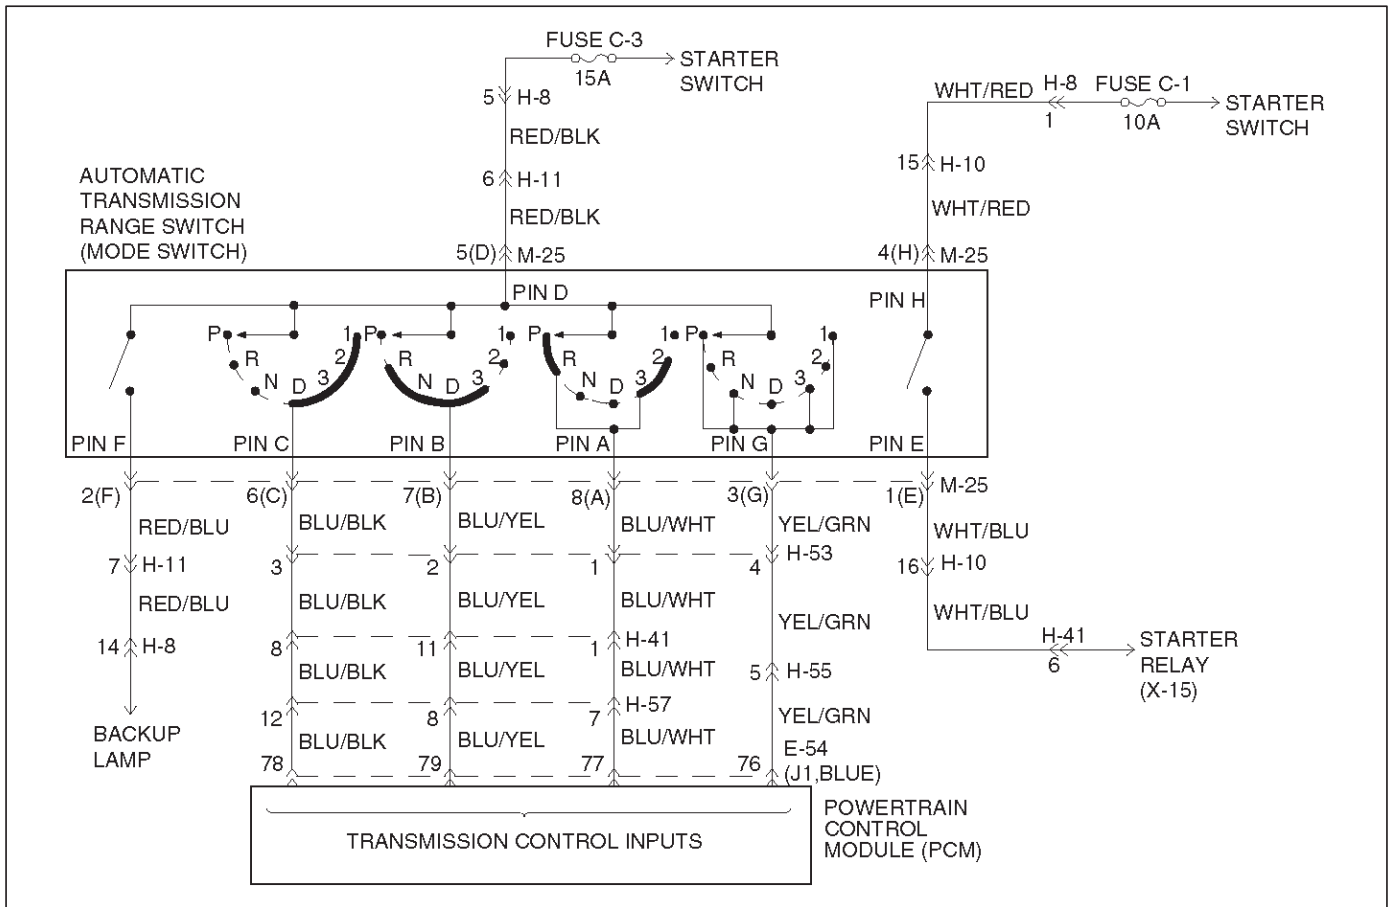 FUSE C-3
15A
STARTER
SWITCH
5 H-8
RED/BLK
6 H-11
RED/BLK
5(D) M-25
WHT/RED
H-8
1
FUSE C-1
10A
STARTER
SWITCH
15 H-10
WHT/RED
4(H) M-25
AUTOMATIC
TRANSMISSION
RANGE SWITCH
(MODE SWITCH)
PIN D
PIN H
P R N D 3 2 1
P R N D 3 2 1
P R N D 3 2 1
P R N D 3 2 1
PIN F PIN C PIN B PIN A PIN G PIN E
2(F) 6(C) 7(B) 8(A) 3(G) 1(E) M-25
RED/BLU BLU/BLK BLU/YEL BLU/WHT YEL/GRN WHT/BLU
7 H-11 3 2 1 4 H-53 16 H-10
RED/BLU BLU/BLK BLU/YEL BLU/WHT YEL/GRN WHT/BLU
14 H-8 8 11 1 H-41
H-41
6
STARTER
RELAY
(X-15)
BLU/BLK BLU/YEL BLU/WHT 5 H-55
12 8 7 H-57 YEL/GRN
BACKUP
LAMP
BLU/BLK BLU/YEL BLU/WHT
78 79 77 76 E-54
(J1,BLUE)
TRANSMISSION CONTROL INPUTS
POWERTRAIN
CONTROL
MODULE (PCM)